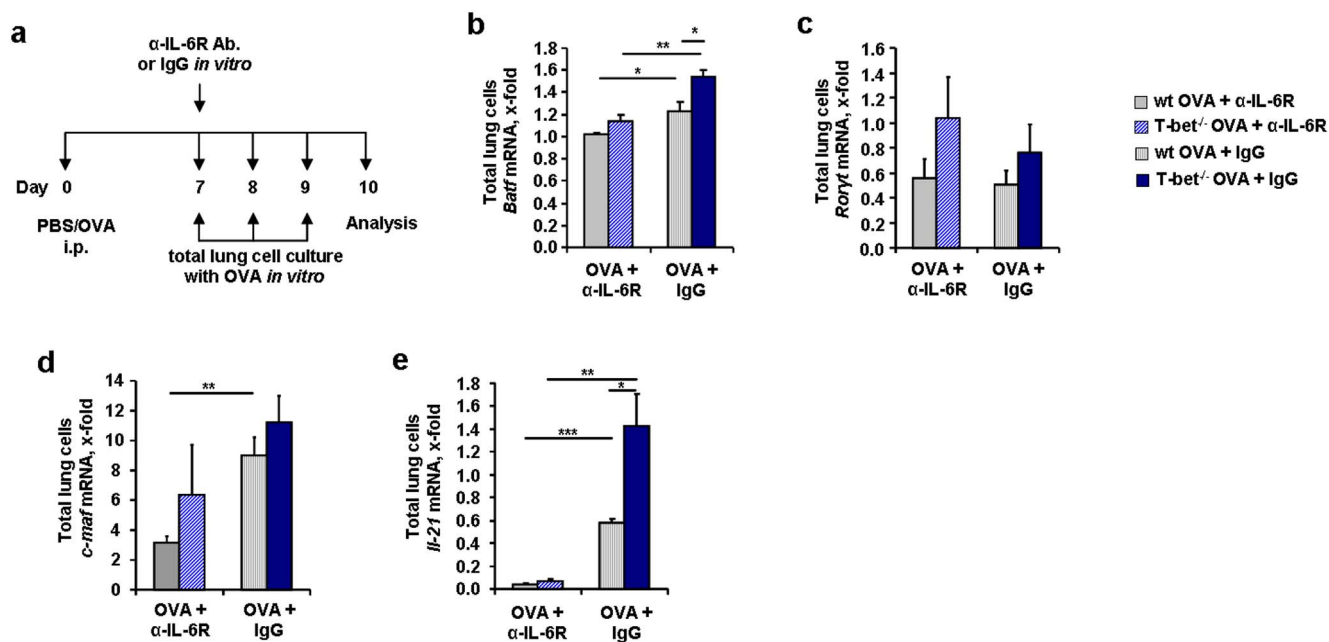 a
α-IL-6R Ab.
or IgG in vitro
Day 0 7 8 9 10
PBS/OVA
i.p.
total lung cell culture
with OVA in vitro
Analysis
b
Total lung cells
Batf mRNA, x-fold
1.8
1.6
1.4
1.2
1.0
0.8
0.6
0.4
0.2
0.0
*
**
*
OVA +
α-IL-6R
OVA +
IgG
c
Total lung cells
Rorγt mRNA, x-fold
1.8
1.6
1.4
1.2
1.0
0.8
0.6
0.4
0.2
0.0
OVA +
α-IL-6R
OVA +
IgG
wt OVA + α-IL-6R
T-bet-/- OVA + α-IL-6R
wt OVA + IgG
T-bet-/- OVA + IgG
d
Total lung cells
c-maf mRNA, x-fold
14
12
10
8
6
4
2
0
**
OVA +
α-IL-6R
OVA +
IgG
e
Total lung cells
Il-21 mRNA, x-fold
1.8
1.6
1.4
1.2
1.0
0.8
0.6
0.4
0.2
0.0
**
*
***
OVA +
α-IL-6R
OVA +
IgG